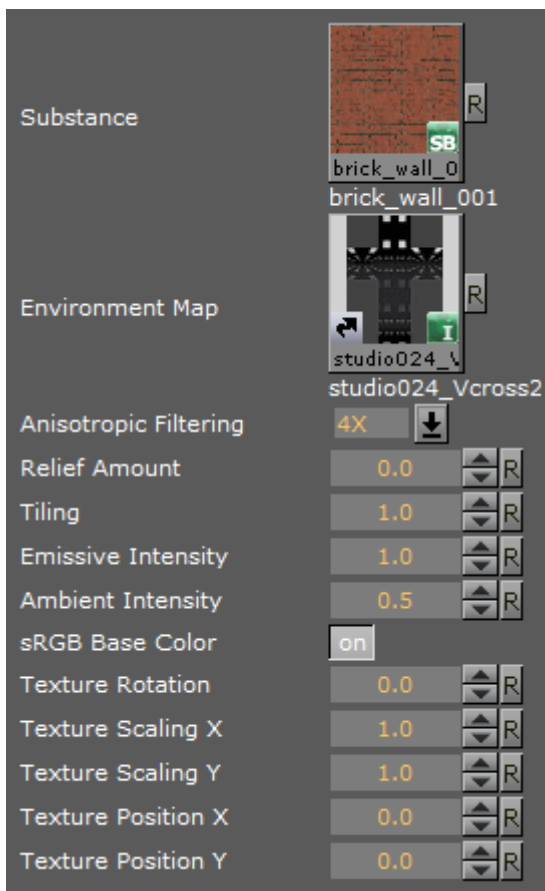 Substance
R
SB
brick_wall_0
brick_wall_001
Environment Map
R
I
studio024_V
studio024_Vcross2
Anisotropic Filtering 4X
Relief Amount 0.0 R
Tiling 1.0 R
Emissive Intensity 1.0 R
Ambient Intensity 0.5 R
sRGB Base Color on
Texture Rotation 0.0 R
Texture Scaling X 1.0 R
Texture Scaling Y 1.0 R
Texture Position X 0.0 R
Texture Position Y 0.0 R